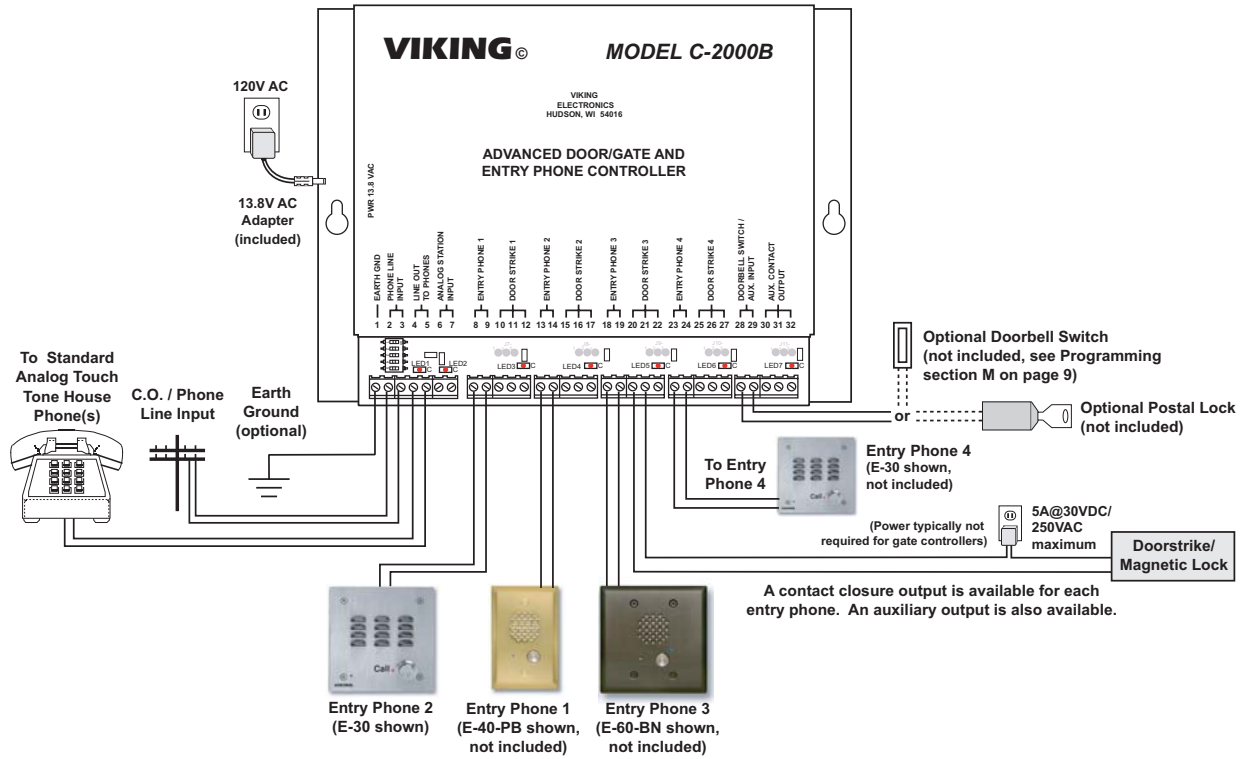 VIKING ©
MODEL C-2000B
VIKING
ELECTRONICS
HUDSON, WI 54016
ADVANCED DOOR/GATE AND
ENTRY PHONE CONTROLLER
120V AC
13.8V AC
Adapter
(included)
PWR 13.8 VAC
EARTH GND
PHONE LINE
INPUT
LINE OUT
TO PHONES
ANALOG STATION
INPUT
ENTRY PHONE 1
DOOR STRIKE 1
ENTRY PHONE 2
DOOR STRIKE 2
ENTRY PHONE 3
DOOR STRIKE 3
ENTRY PHONE 4
DOOR STRIKE 4
DOORBELL SWITCH /
AUX. INPUT
AUX. CONTACT
OUTPUT
1 2 3 4 5 6 7 8 9 10 11 12 13 14 15 16 17 18 19 20 21 22 23 24 25 26 27 28 29 30 31 32
LED1 C LED2 C LED3 C LED4 C LED5 C LED6 C LED7 C
To Standard
Analog Touch
Tone House
Phone(s)
C.O. / Phone
Line Input
Earth
Ground
(optional)
Optional Doorbell Switch
(not included, see Programming
section M on page 9)
or
Optional Postal Lock
(not included)
To Entry
Phone 4
Call
Entry Phone 4
(E-30 shown,
not included)
(Power typically not
required for gate controllers)
5A@30VDC/
250VAC
maximum
Doorstrike/
Magnetic Lock
A contact closure output is available for each
entry phone. An auxiliary output is also available.
Call
VIKING
Entry Phone 2
(E-30 shown)
Entry Phone 1
(E-40-PB shown,
not included)
Entry Phone 3
(E-60-BN shown,
not included)